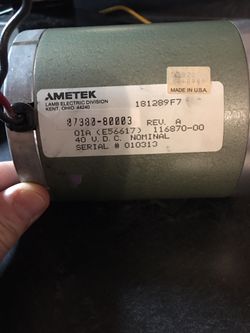 MADE IN U.S.A.
AMETEK
LAMB ELECTRIC DIVISION
KENT, OHIO 44240
181289F7
07380-80003 REV. A
01A (E56617) 116870-00
40 V.D.C. NOMINAL
SERIAL # 010313